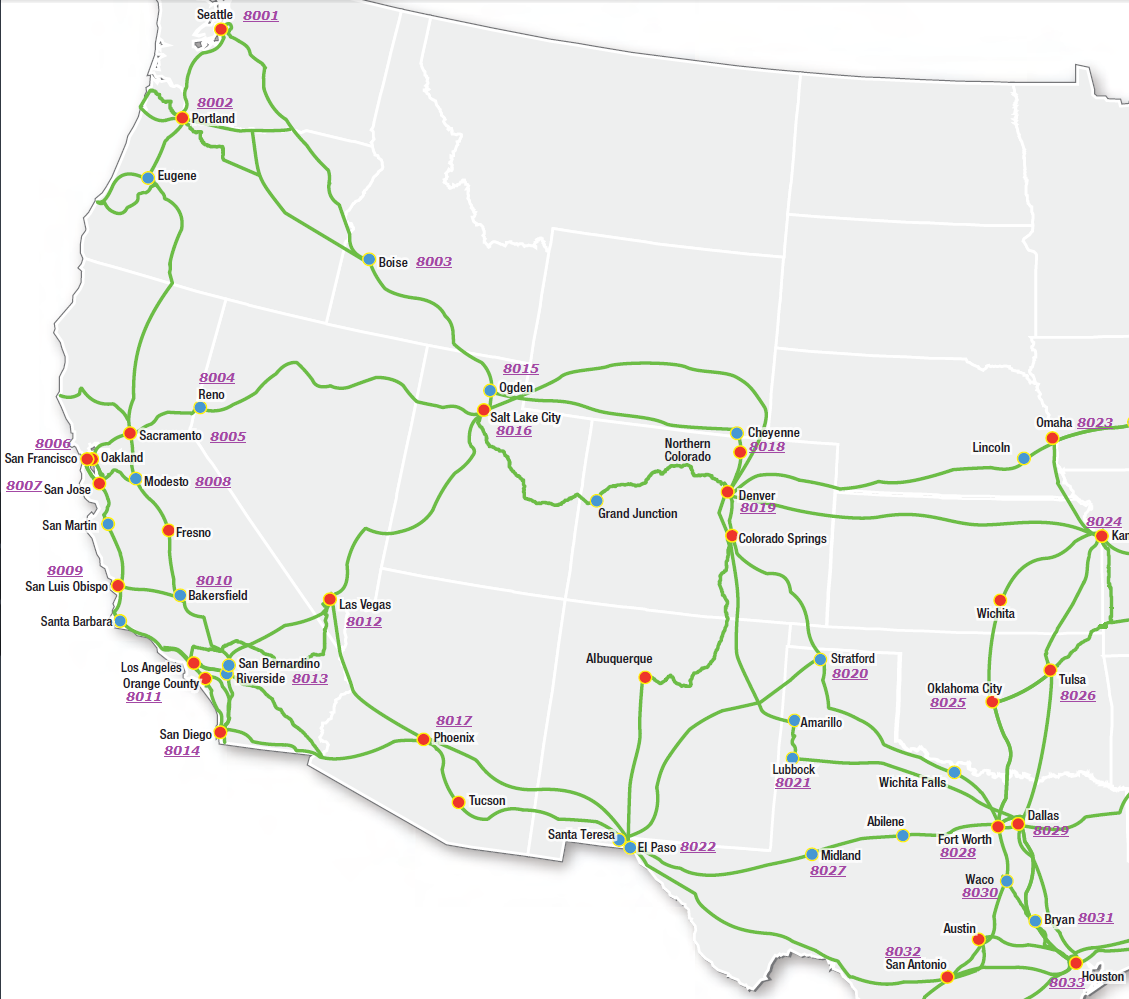 Seattle 8001
8002
Portland
Eugene
Boise 8003
8015
Ogden
8004
Reno
Salt Lake City
8016
Omaha 8023
Sacramento 8005
Cheyenne
8018
Northern
Colorado
8006
San Francisco
Oakland
Lincoln
Modesto 8008
8007 San Jose
Denver
8019
Grand Junction
San Martin
Fresno
8024
Kan
Colorado Springs
8009
San Luis Obispo
8010
Bakersfield
Las Vegas
8012
Wichita
Santa Barbara
Albuquerque
Stratford
8020
Los Angeles
San Bernardino
Orange County
Riverside 8013
8011
Tulsa
8026
Oklahoma City
8025
San Diego
8014
8017
Phoenix
Amarillo
Lubbock
8021
Wichita Falls
Tucson
Dallas
8029
Abilene
Santa Teresa
El Paso 8022
Fort Worth
8028
Midland
8027
Waco
8030
Bryan 8031
Austin
8032
San Antonio
Houston
8033